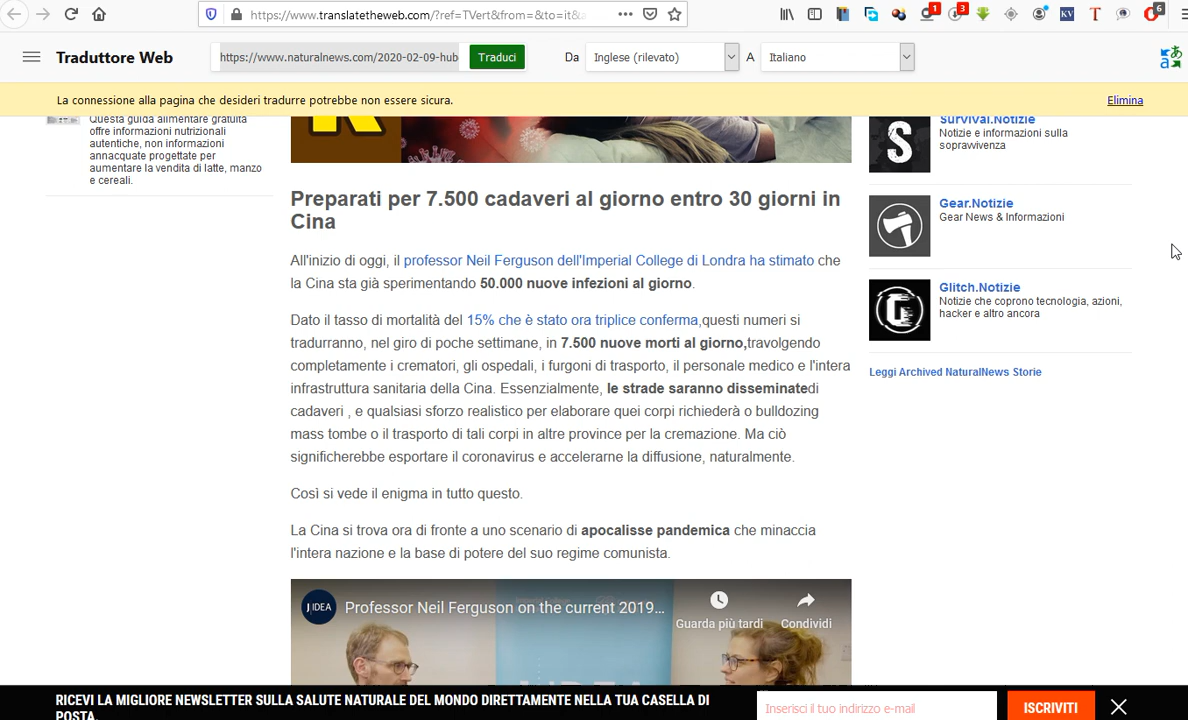 https://www.translatetheweb.com/?ref=TVert&from=&to=it&a
1
3
KV
T
6
Traduttore Web
https://www.naturalnews.com/2020-02-09-hub
Traduci
Da
Inglese (rilevato)
A
Italiano
La connessione alla pagina che desideri tradurre potrebbe non essere sicura.
Elimina
Questa guida alimentare gratuita
offre informazioni nutrizionali
autentiche, non informazioni
annacquate progettate per
aumentare la vendita di latte, manzo
e cereali.
Preparati per 7.500 cadaveri al giorno entro 30 giorni in
Cina
All'inizio di oggi, il professor Neil Ferguson dell'Imperial College di Londra ha stimato che
la Cina sta già sperimentando 50.000 nuove infezioni al giorno.
Dato il tasso di mortalità del 15% che è stato ora triplice conferma,questi numeri si
tradurranno, nel giro di poche settimane, in 7.500 nuove morti al giorno,travolgendo
completamente i crematori, gli ospedali, i furgoni di trasporto, il personale medico e l'intera
infrastruttura sanitaria della Cina. Essenzialmente, le strade saranno disseminatedi
cadaveri , e qualsiasi sforzo realistico per elaborare quei corpi richiederà o bulldozing
mass tombe o il trasporto di tali corpi in altre province per la cremazione. Ma ciò
significherebbe esportare il coronavirus e accelerarne la diffusione, naturalmente.
Così si vede il enigma in tutto questo.
La Cina si trova ora di fronte a uno scenario di apocalisse pandemica che minaccia
l'intera nazione e la base di potere del suo regime comunista.
J.IDEA
Professor Neil Ferguson on the current 2019...
Guarda più tardi
Condividi
Survival.Notizie
Notizie e informazioni sulla
sopravvivenza
S
Gear.Notizie
Gear News & Informazioni
Glitch.Notizie
Notizie che coprono tecnologia, azioni,
hacker e altro ancora
G
Leggi Archived NaturalNews Storie
RICEVI LA MIGLIORE NEWSLETTER SULLA SALUTE NATURALE DEL MONDO DIRETTAMENTE NELLA TUA CASELLA DI
POSTA.
Inserisci il tuo indirizzo e-mail
ISCRIVITI